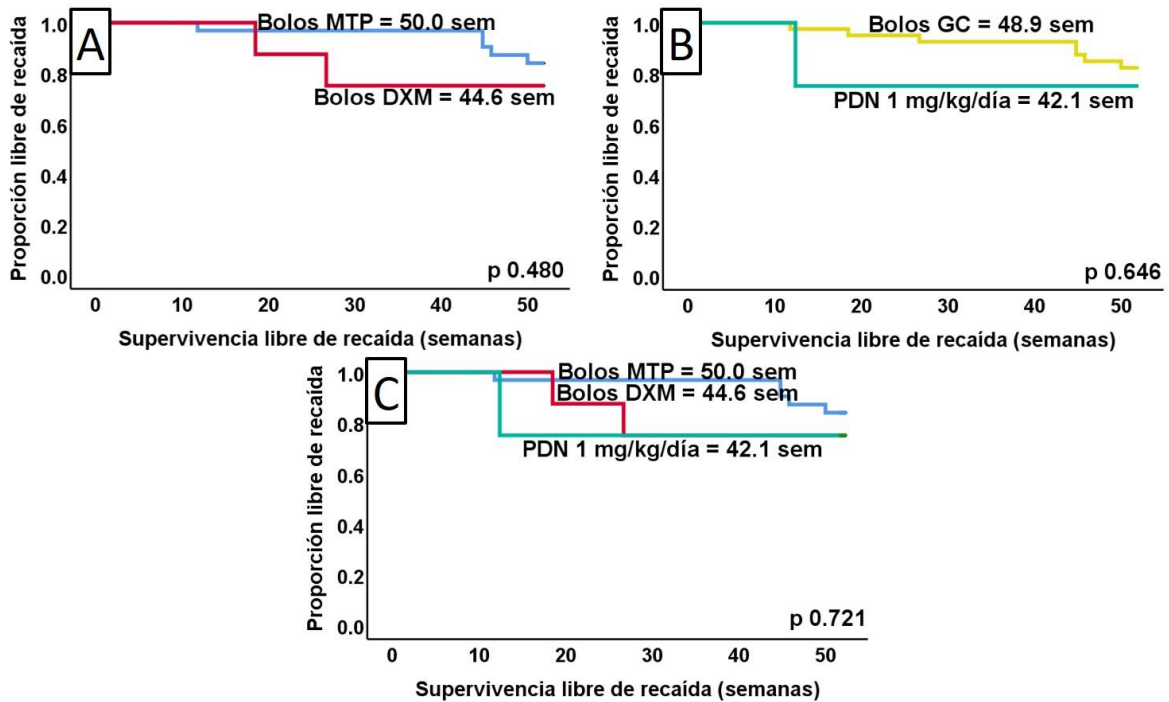 A
Bolos MTP = 50.0 sem
Bolos DXM = 44.6 sem
Proporción libre de recaída
1.0
0.8
0.6
0.4
0.2
0.0
p 0.480
0 10 20 30 40 50
Supervivencia libre de recaída (semanas)
B
Bolos GC = 48.9 sem
PDN 1 mg/kg/día = 42.1 sem
Proporción libre de recaída
1.0
0.8
0.6
0.4
0.2
0.0
p 0.646
0 10 20 30 40 50
Supervivencia libre de recaída (semanas)
C
Bolos MTP = 50.0 sem
Bolos DXM = 44.6 sem
PDN 1 mg/kg/día = 42.1 sem
Proporción libre de recaída
1.0
0.8
0.6
0.4
0.2
0.0
p 0.721
0 10 20 30 40 50
Supervivencia libre de recaída (semanas)